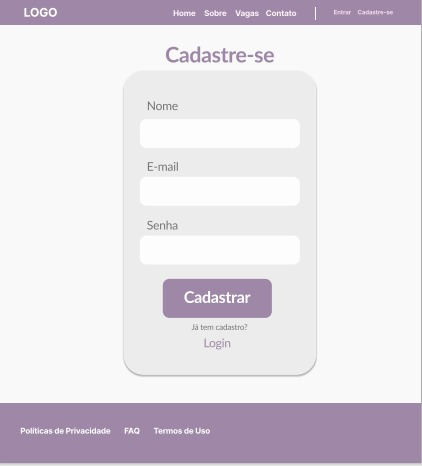 LOGO Home Sobre Vagas Contato Entrar Cadastre-se
Cadastre-se
Nome
E-mail
Senha
Cadastrar
Já tem cadastro?
Login
Políticas de Privacidade FAQ Termos de Uso